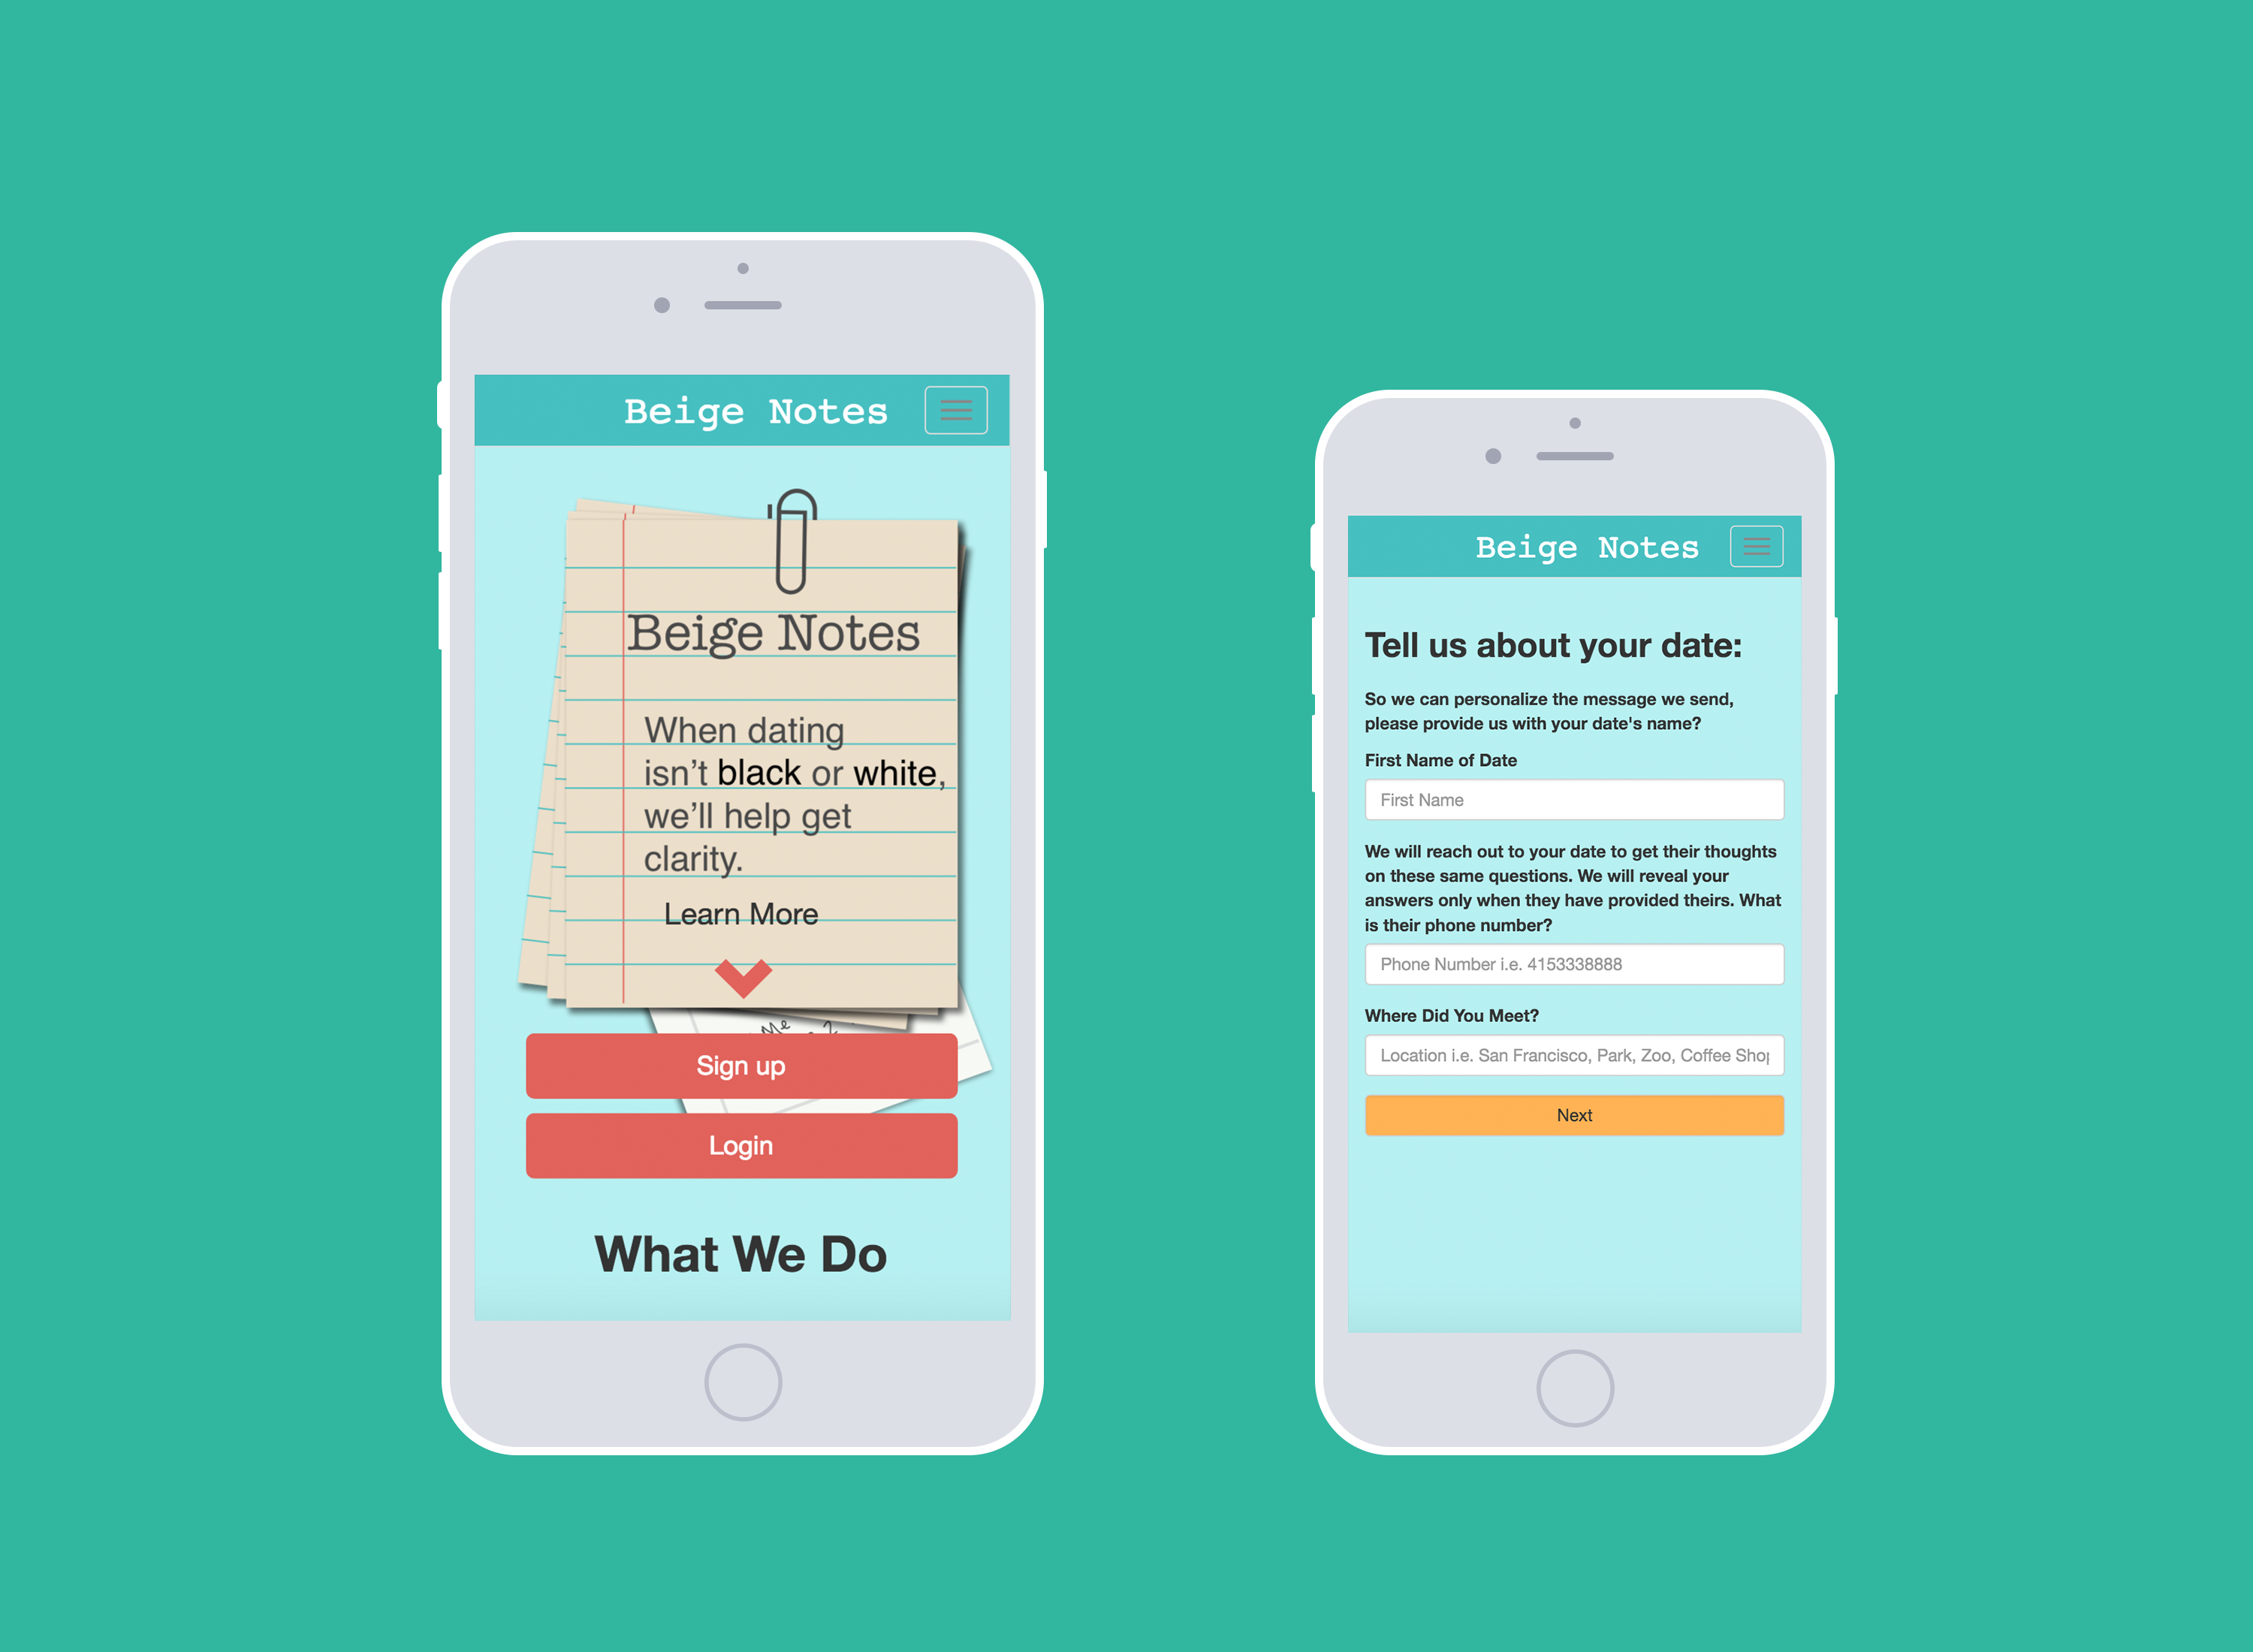 Beige Notes
Beige Notes
When dating
isn't black or white,
we'll help get
clarity.
Learn More
Me
2
Sign up
Login
What We Do
Beige Notes
Tell us about your date:
So we can personalize the message we send,
please provide us with your date's name?
First Name of Date
First Name
We will reach out to your date to get their thoughts
on these same questions. We will reveal your
answers only when they have provided theirs. What
is their phone number?
Phone Number i.e. 4153338888
Where Did You Meet?
Location i.e. San Francisco, Park, Zoo, Coffee Shop
Next